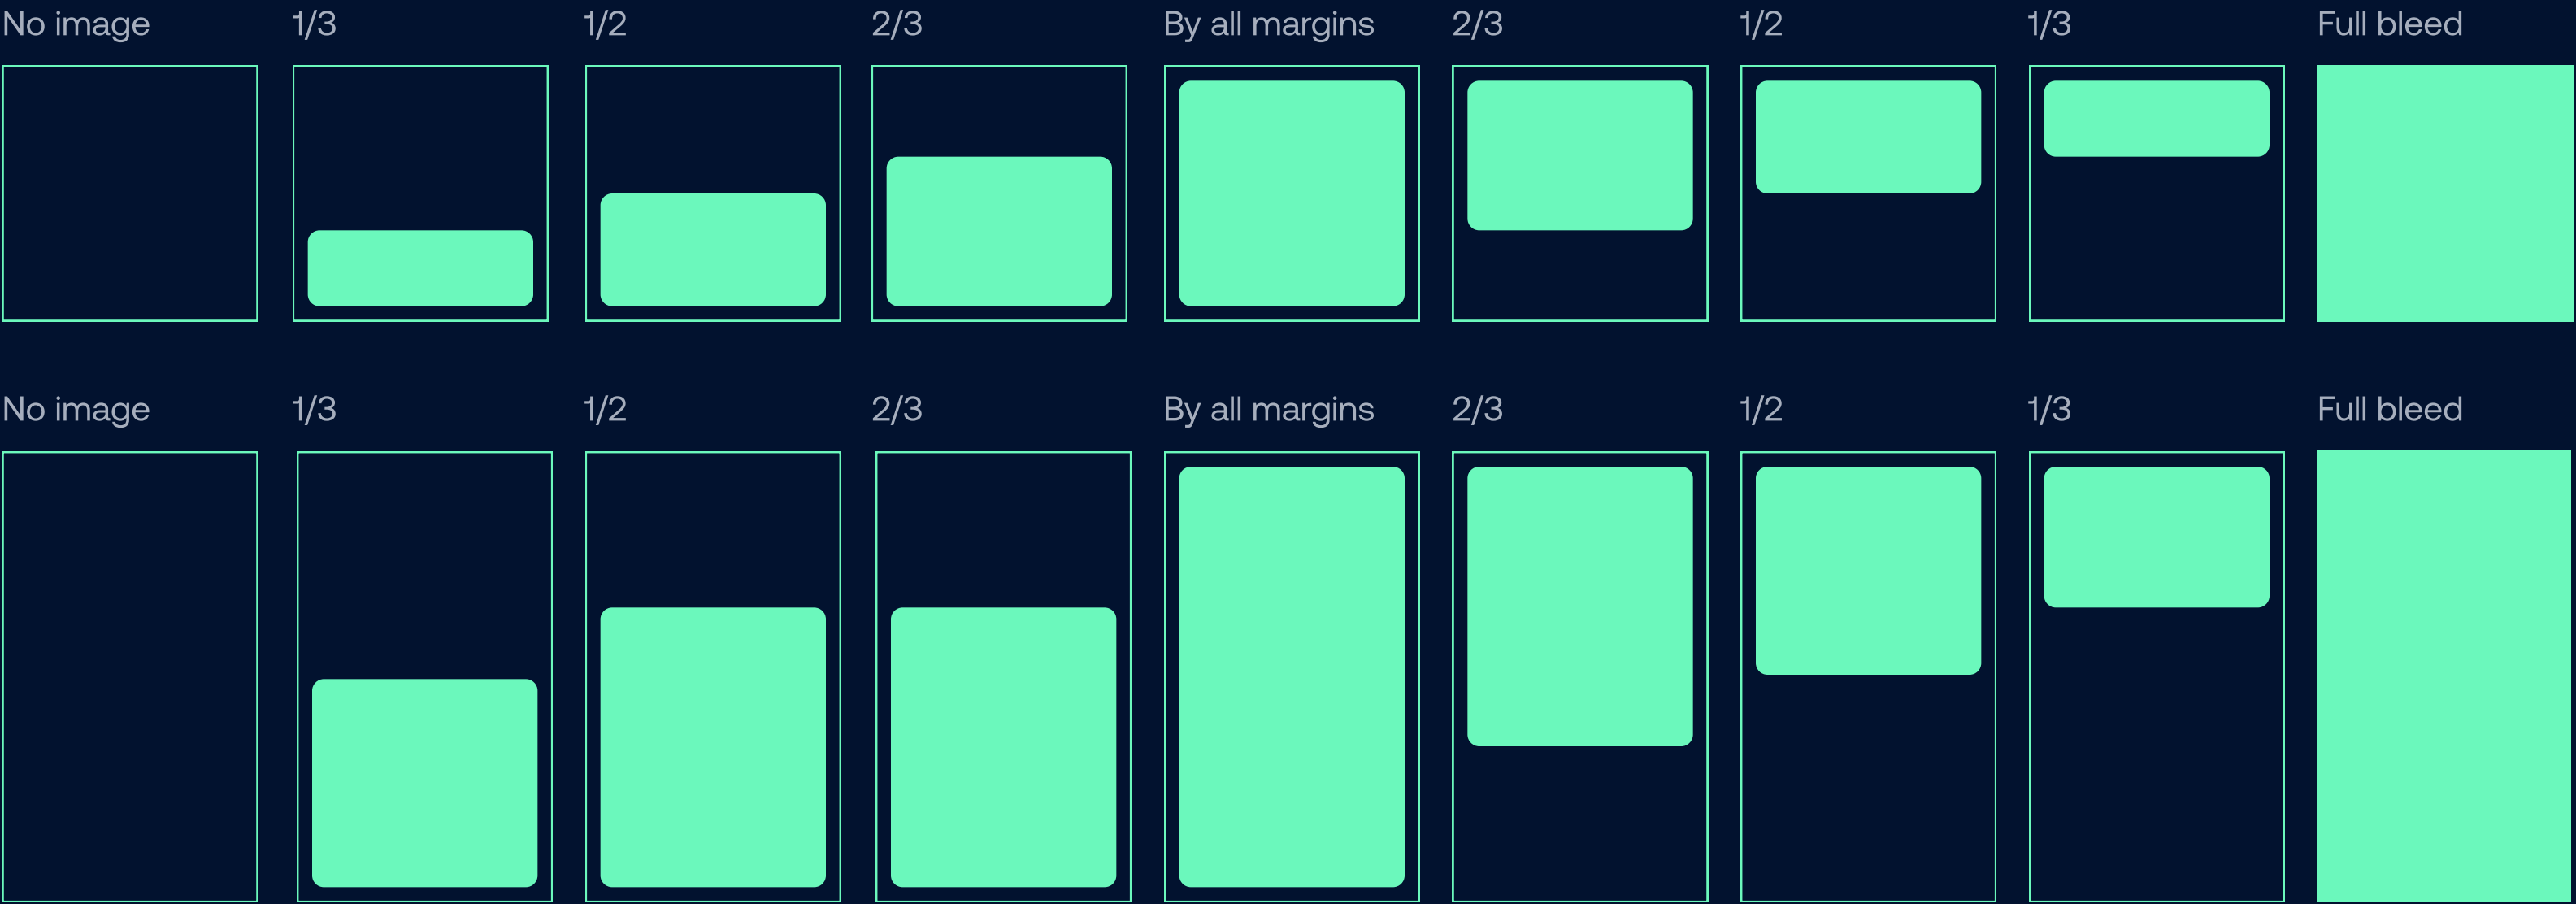 No image
1/3
1/2
2/3
By all margins
2/3
1/2
1/3
Full bleed
No image
1/3
1/2
2/3
By all margins
2/3
1/2
1/3
Full bleed